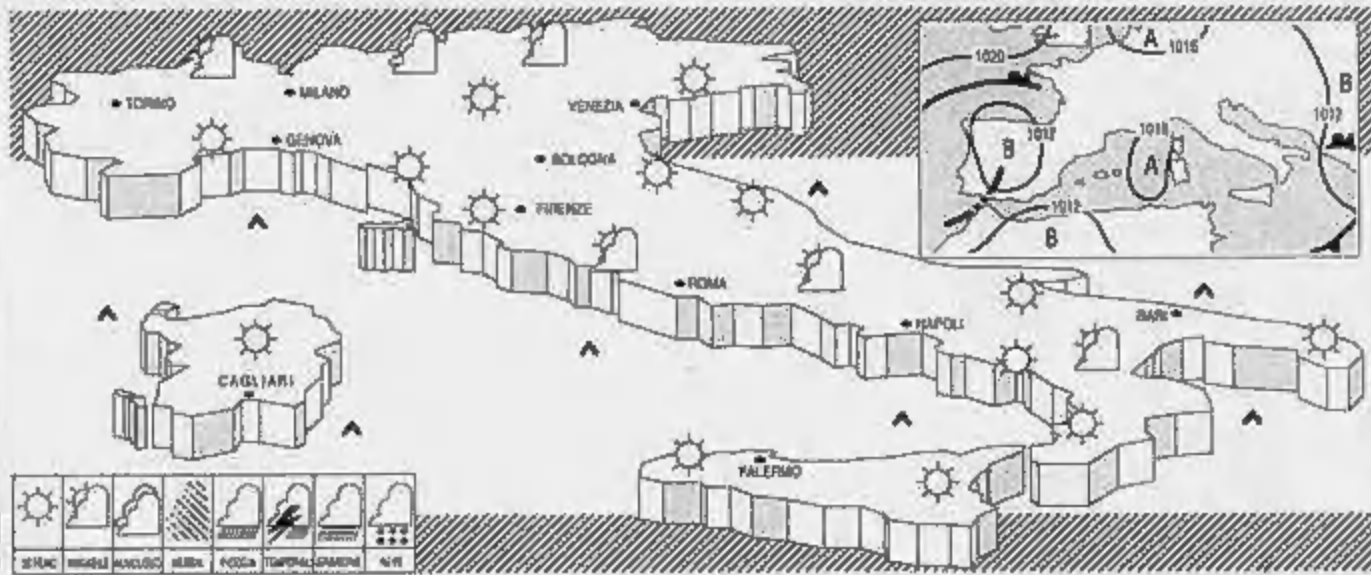 A
1016
1020
B
1012
B
1012
1018
A
1012
B
TORINO
MILANO
VENEZIA
GENOVA
BOLOGNA
FIRENZE
ROMA
NAPOLI
BARI
CAGLIARI
PALERMO
SERENO VARIABILE NUVOLOSO NEBBIA PIOGGIA TEMPORALE NEVE